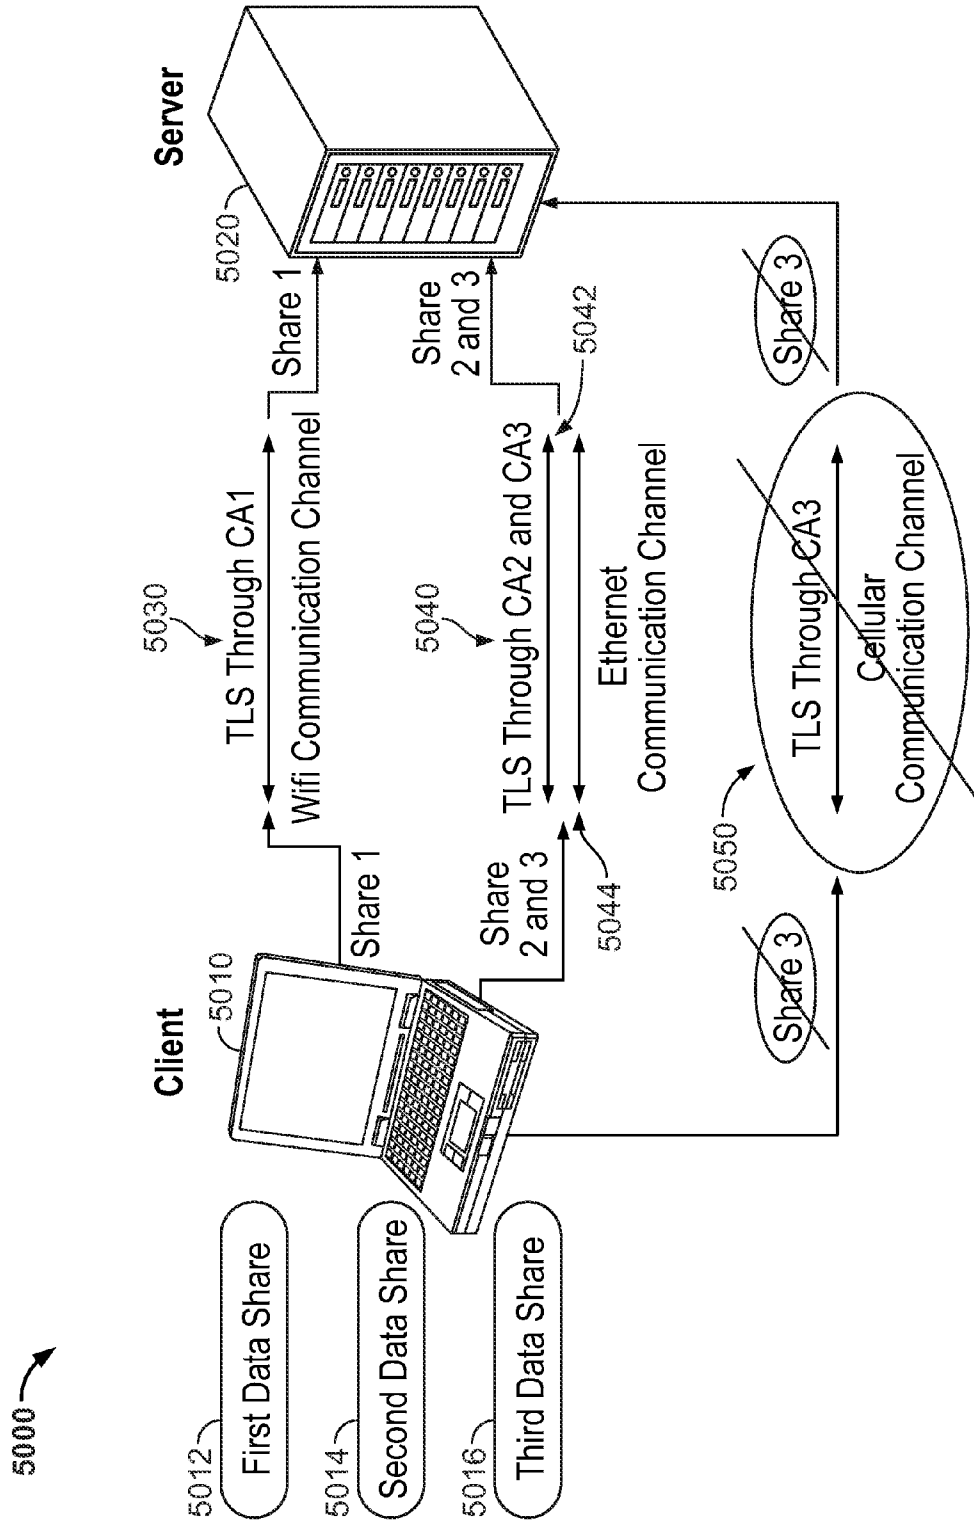 5000
Client
Server
5012
First Data Share
5014
Second Data Share
5016
Third Data Share
5010
5020
5030
TLS Through CA1
Wifi Communication Channel
Share 1
Share 1
5040
TLS Through CA2 and CA3
5042
5044
Share
2 and 3
Share
2 and 3
Ethernet
Communication Channel
5050
TLS Through CA3
Cellular
Communication Channel
Share 3
Share 3